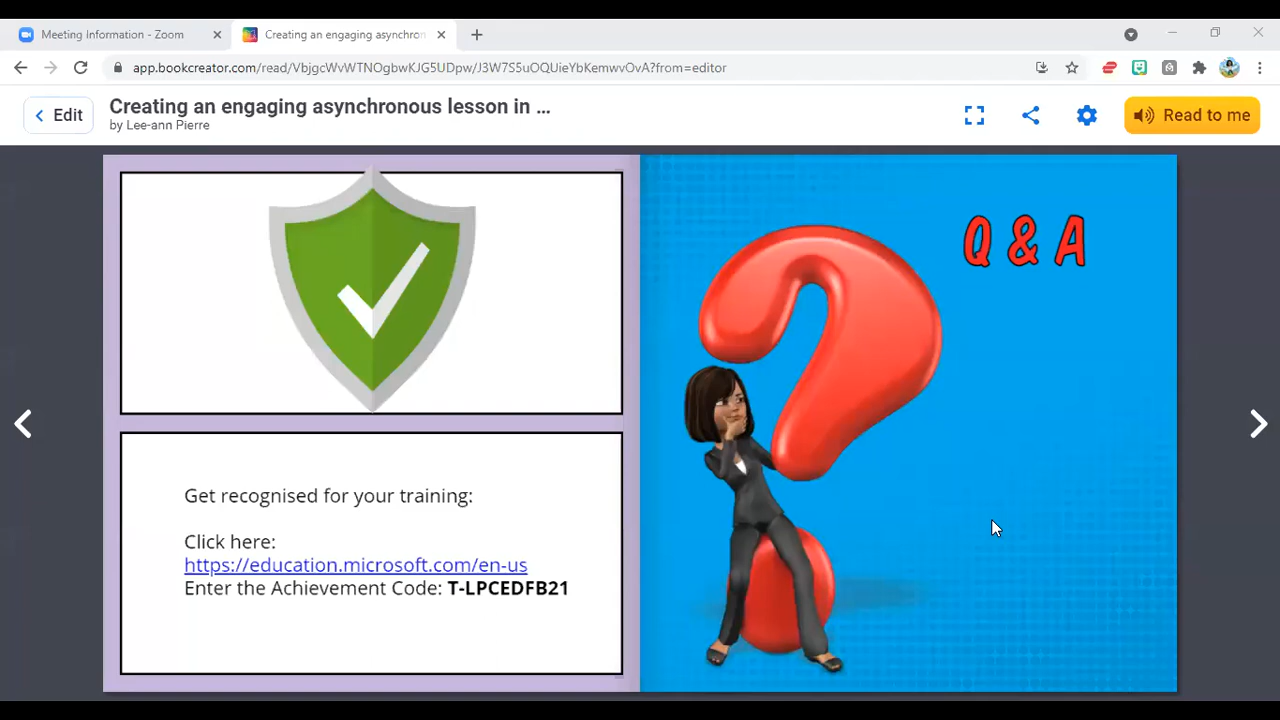 Meeting Information - Zoom
Creating an engaging asynchron
app.bookcreator.com/read/VbjgcWvWTNOgbwKJG5UDpw/J3W7S5uOQUieYbKemwvOvA?from=editor
Edit
Creating an engaging asynchronous lesson in ...
by Lee-ann Pierre
Read to me
Get recognised for your training:
Click here:
https://education.microsoft.com/en-us
Enter the Achievement Code: T-LPCEDFB21
Q & A
?